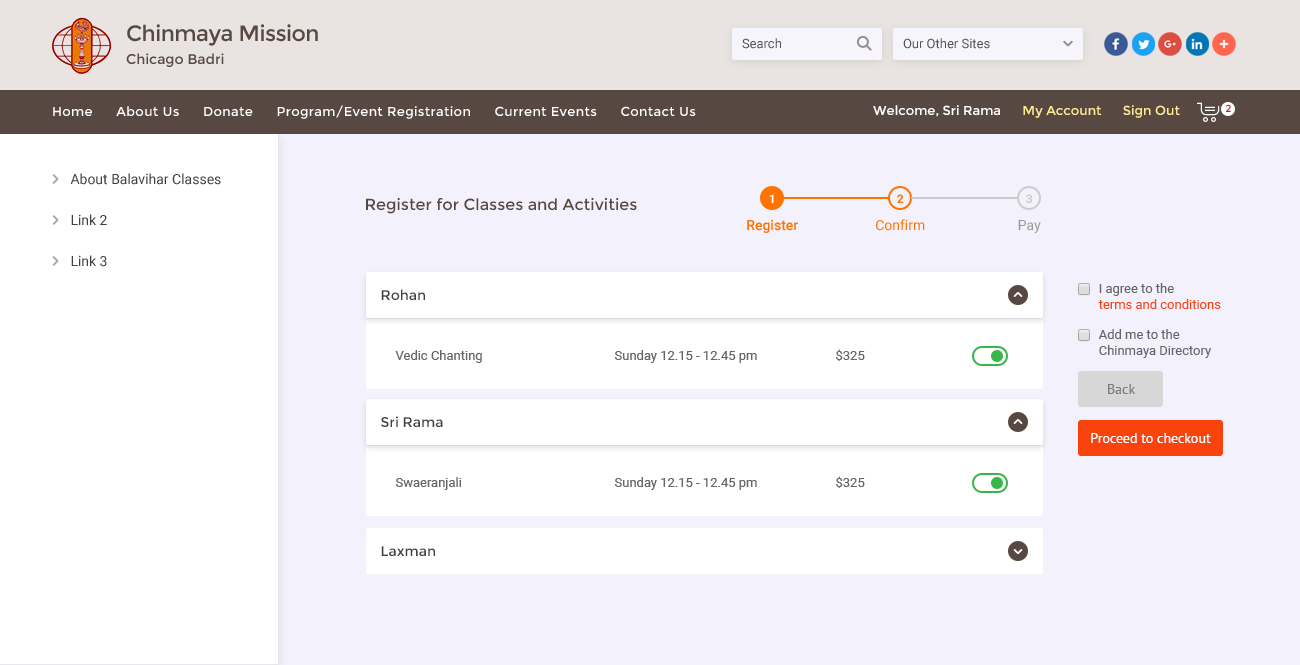 Chinmaya Mission
Chicago Badri
Search
Our Other Sites
f
G+
in
+
Home About Us Donate Program/Event Registration Current Events Contact Us
Welcome, Sri Rama My Account Sign Out 2
About Balavihar Classes
Link 2
Link 3
Register for Classes and Activities
1 2 3
Register Confirm Pay
Rohan
Vedic Chanting Sunday 12.15 - 12.45 pm $325
Sri Rama
Swaeranjali Sunday 12.15 - 12.45 pm $325
Laxman
I agree to the
terms and conditions
Add me to the
Chinmaya Directory
Back
Proceed to checkout